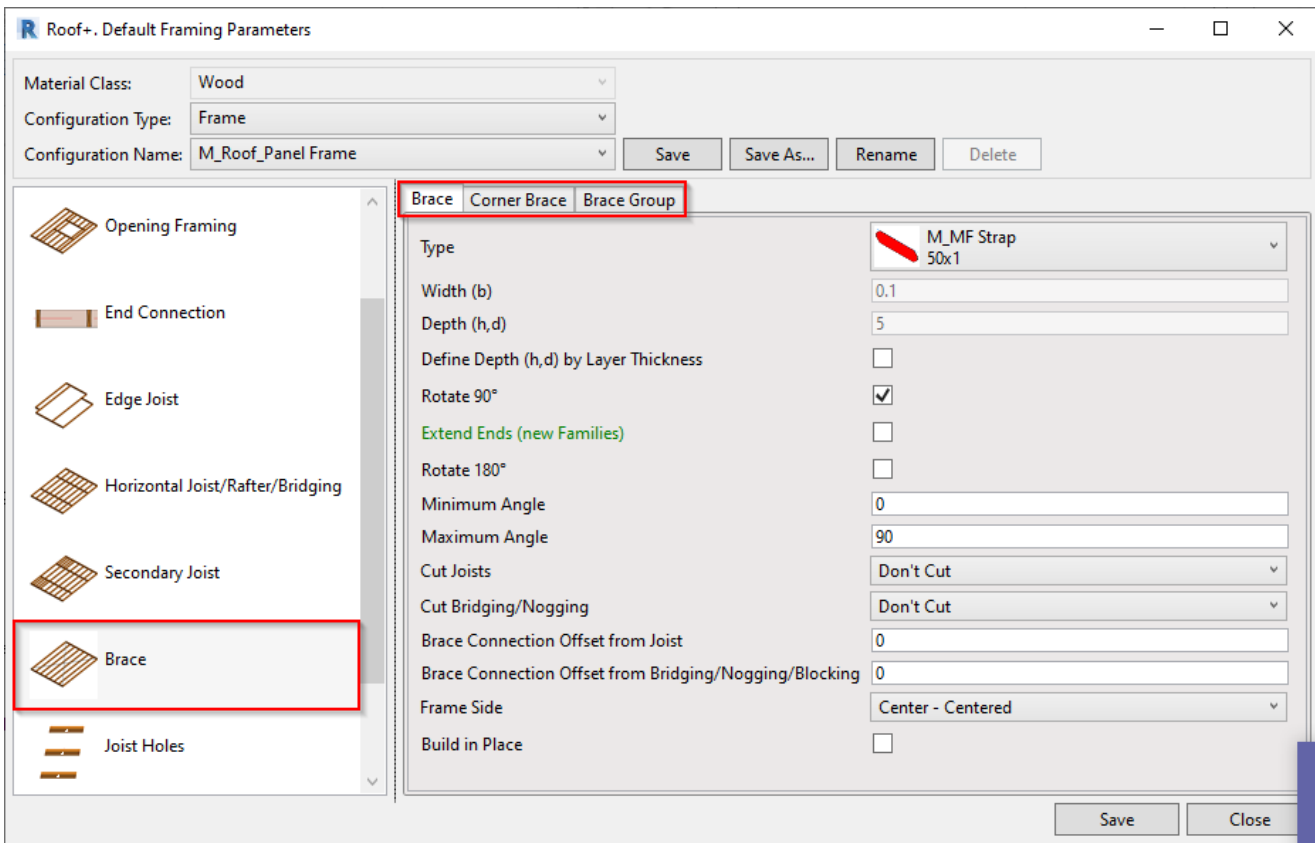 Roof+. Default Framing Parameters
Material Class: Wood
Configuration Type: Frame
Configuration Name: M_Roof_Panel Frame Save Save As... Rename Delete
Opening Framing
End Connection
Edge Joist
Horizontal Joist/Rafter/Bridging
Secondary Joist
Brace
Joist Holes
Brace Corner Brace Brace Group
Type M_MF Strap
50x1
Width (b) 0.1
Depth (h,d) 5
Define Depth (h,d) by Layer Thickness
Rotate 90°
Extend Ends (new Families)
Rotate 180°
Minimum Angle 0
Maximum Angle 90
Cut Joists Don't Cut
Cut Bridging/Nogging Don't Cut
Brace Connection Offset from Joist 0
Brace Connection Offset from Bridging/Nogging/Blocking 0
Frame Side Center - Centered
Build in Place
Save Close